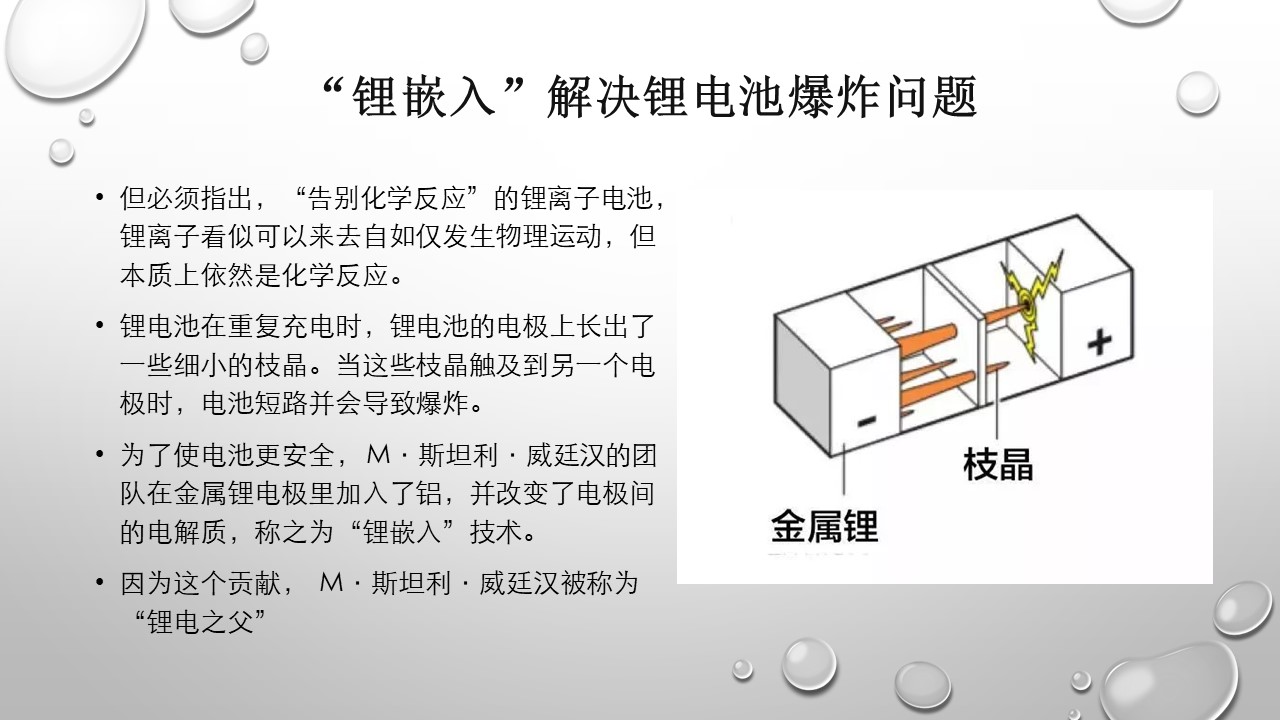 “锂嵌入”解决锂电池爆炸问题
• 但必须指出，“告别化学反应”的锂离子电池，
锂离子看似可以来去自如仅发生物理运动，但
本质上依然是化学反应。
• 锂电池在重复充电时，锂电池的电极上长出了
一些细小的枝晶。当这些枝晶触及到另一个电
极时，电池短路并会导致爆炸。
• 为了使电池更安全，M·斯坦利·威廷汉的团
队在金属锂电极里加入了铝，并改变了电极间
的电解质，称之为“锂嵌入”技术。
• 因为这个贡献， M·斯坦利·威廷汉被称为
“锂电之父”
+
-
枝晶
金属锂